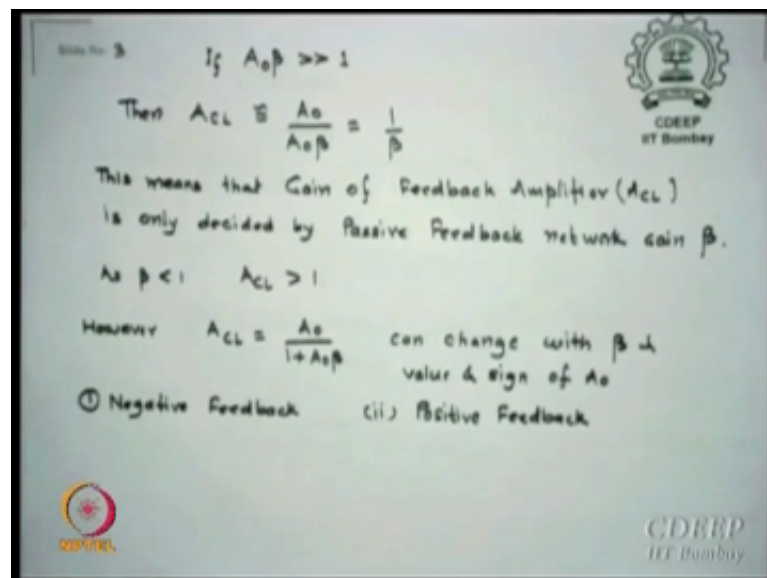 Slide No 3
If A₀β >> 1
CDEEP
IIT Bombay
Then A_CL ≅ A₀/A₀β = 1/β
This means that Gain of Feedback Amplifier (A_CL)
is only decided by Passive Feedback network gain β.
As β < 1 A_CL > 1
However A_CL = A₀/1+A₀β can change with β &
value & sign of A₀
① Negative Feedback (ii) Positive Feedback
NPTEL
CDEEP
IIT Bombay